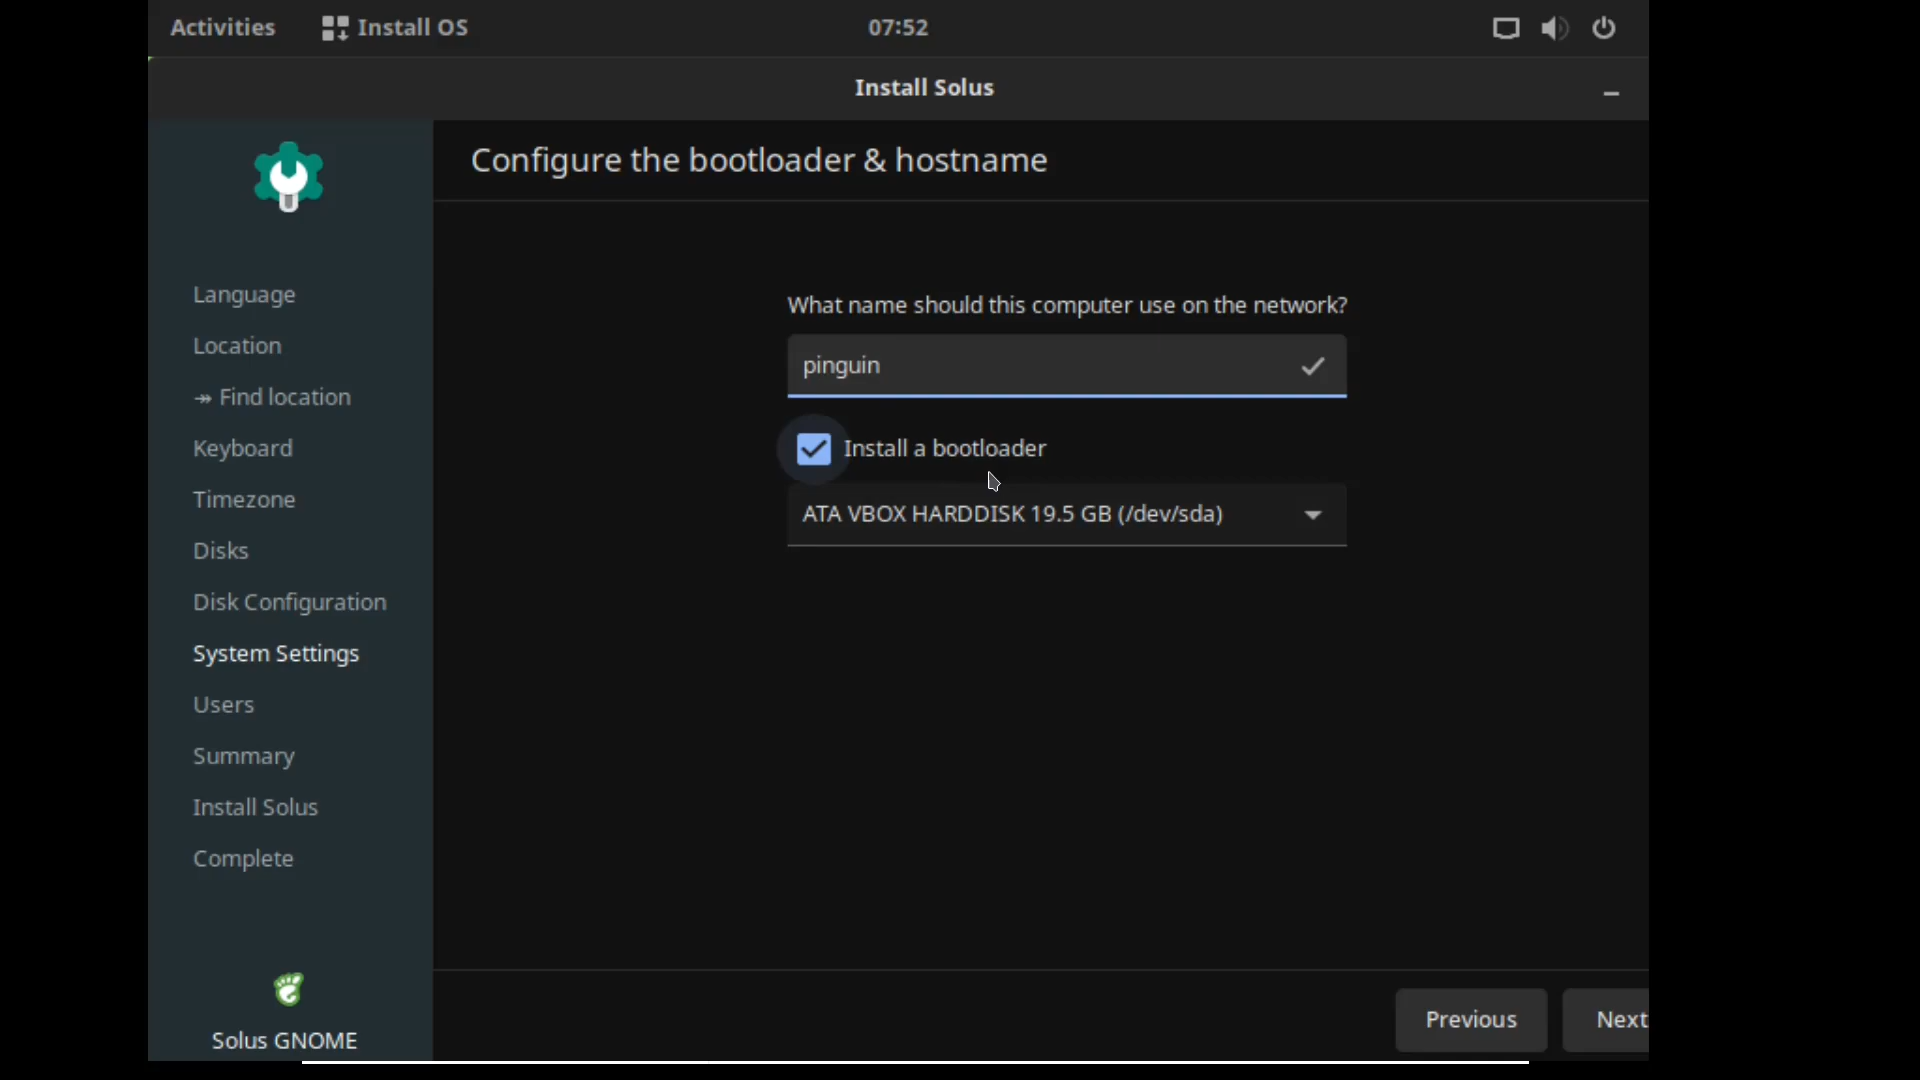 Activities
Install OS
07:52
Install Solus
Configure the bootloader & hostname
Language
Location
↠ Find location
Keyboard
Timezone
Disks
Disk Configuration
System Settings
Users
Summary
Install Solus
Complete
Solus GNOME
What name should this computer use on the network?
pinguin
Install a bootloader
ATA VBOX HARDDISK 19.5 GB (/dev/sda)
Previous
Next